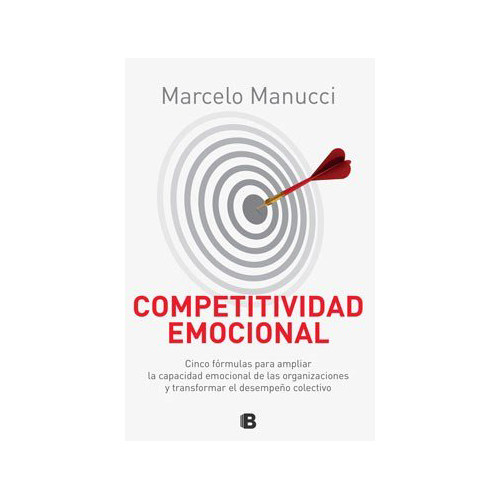 Marcelo Manucci
COMPETITIVIDAD
EMOCIONAL
Cinco fórmulas para ampliar
la capacidad emocional de las organizaciones
y transformar el desempeño colectivo
B